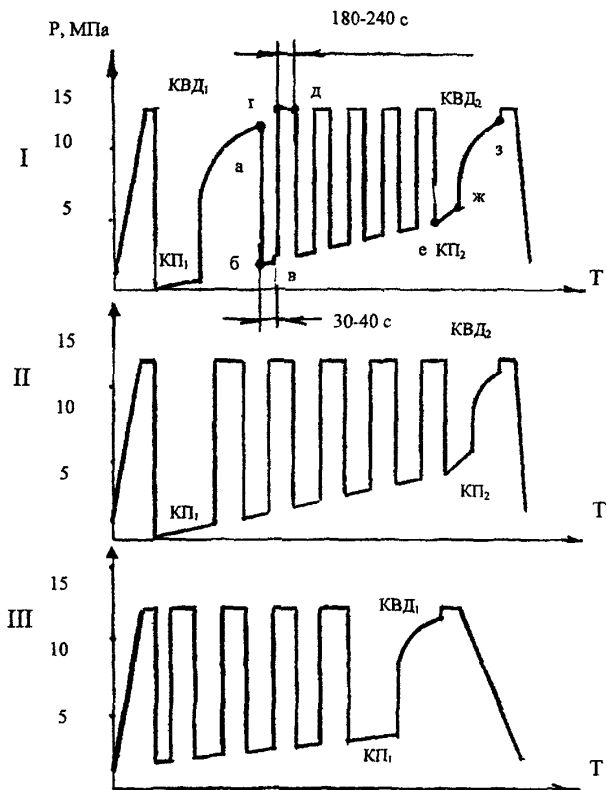 180-240 с
Р, МПа
КВД₁
г
д
КВД₂
15
10
5
I
а
з
ж
КП₁
б
в
е
КП₂
Т
30-40 с
КВД₂
15
II
10
5
КП₁
КП₂
Т
15
III
10
5
КВД₁
КП₁
Т